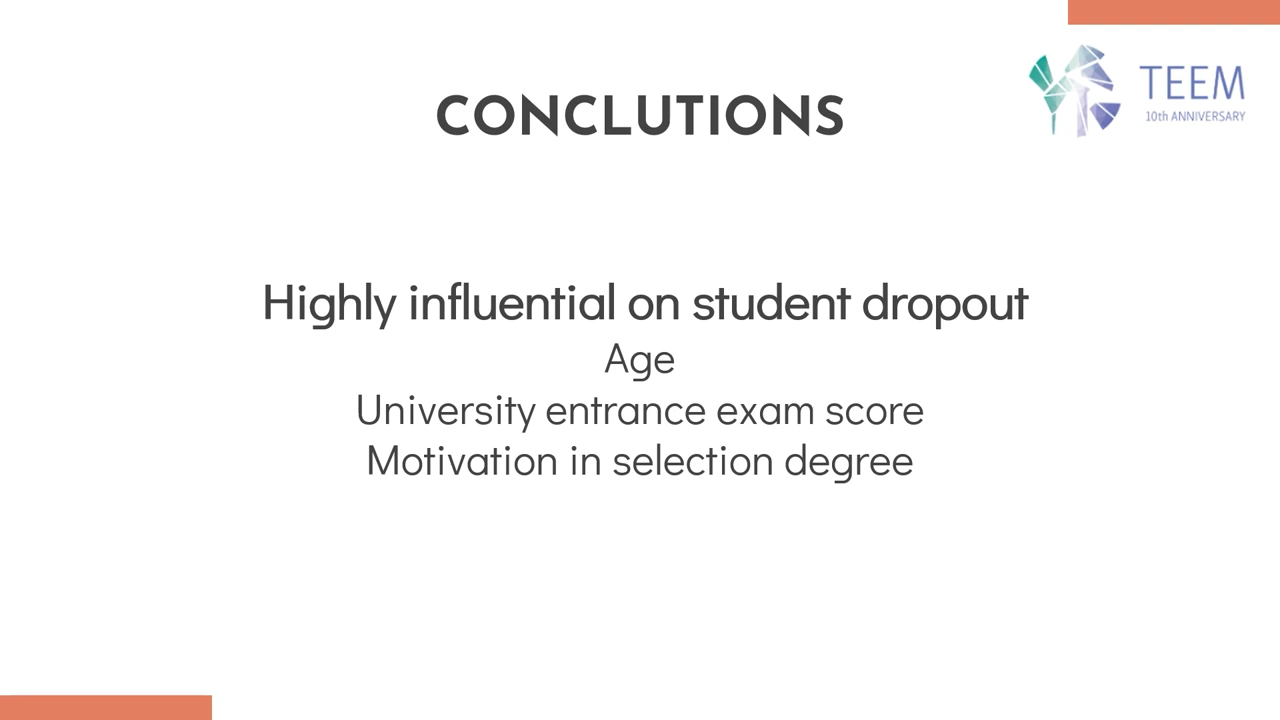 CONCLUTIONS
TEEM
10th ANNIVERSARY
Highly influential on student dropout
Age
University entrance exam score
Motivation in selection degree